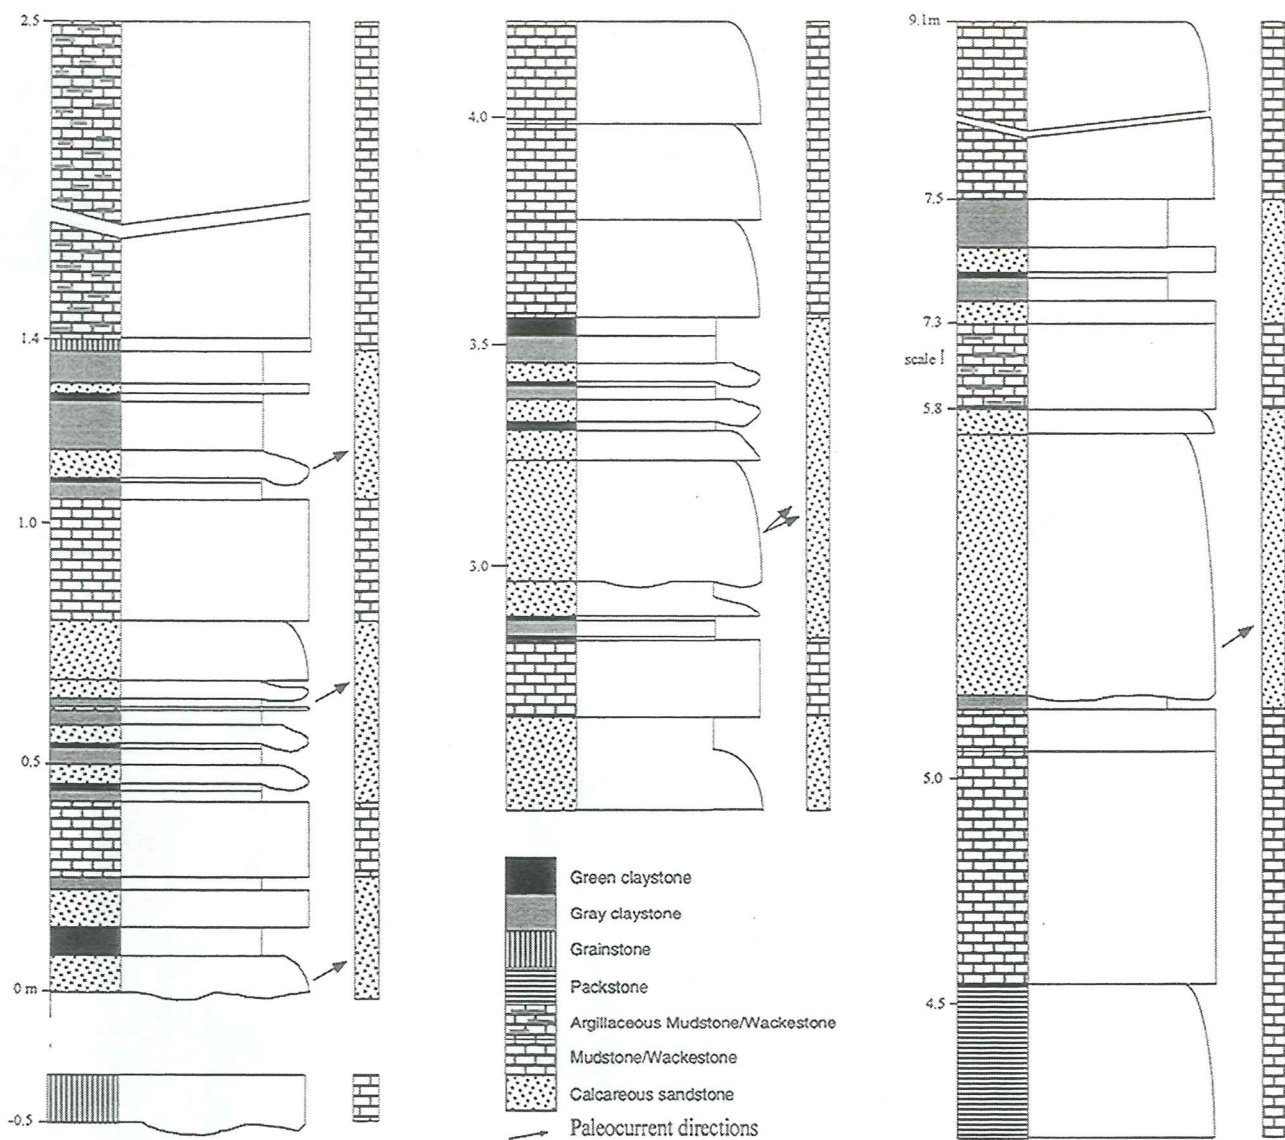 2.5
1.4
1.0
0.5
0 m
-0.5
4.0
3.5
3.0
Green claystone
Gray claystone
Grainstone
Packstone
Argillaceous Mudstone/Wackestone
Mudstone/Wackestone
Calcareous sandstone
Paleocurrent directions
9.1m
7.5
7.3
scale !
5.8
5.0
4.5